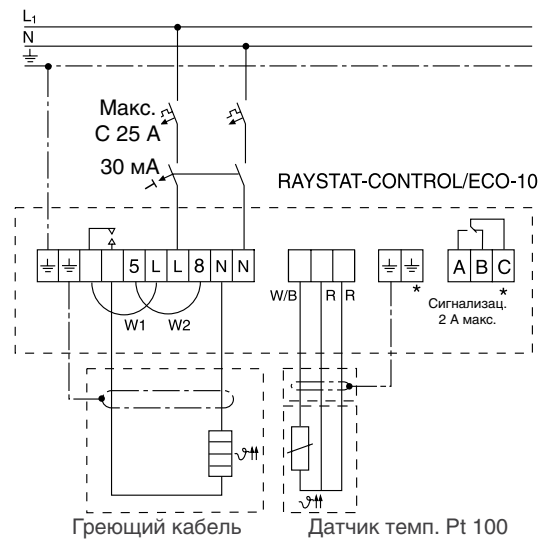 L1
N
Макс.
C 25 A
30 мА
RAYSTAT-CONTROL/ECO-10
5 L L 8 N N
A B C
W/B R R
*
*
Сигнализац.
2 А макс.
W1 W2
Греющий кабель
Датчик темп. Pt 100